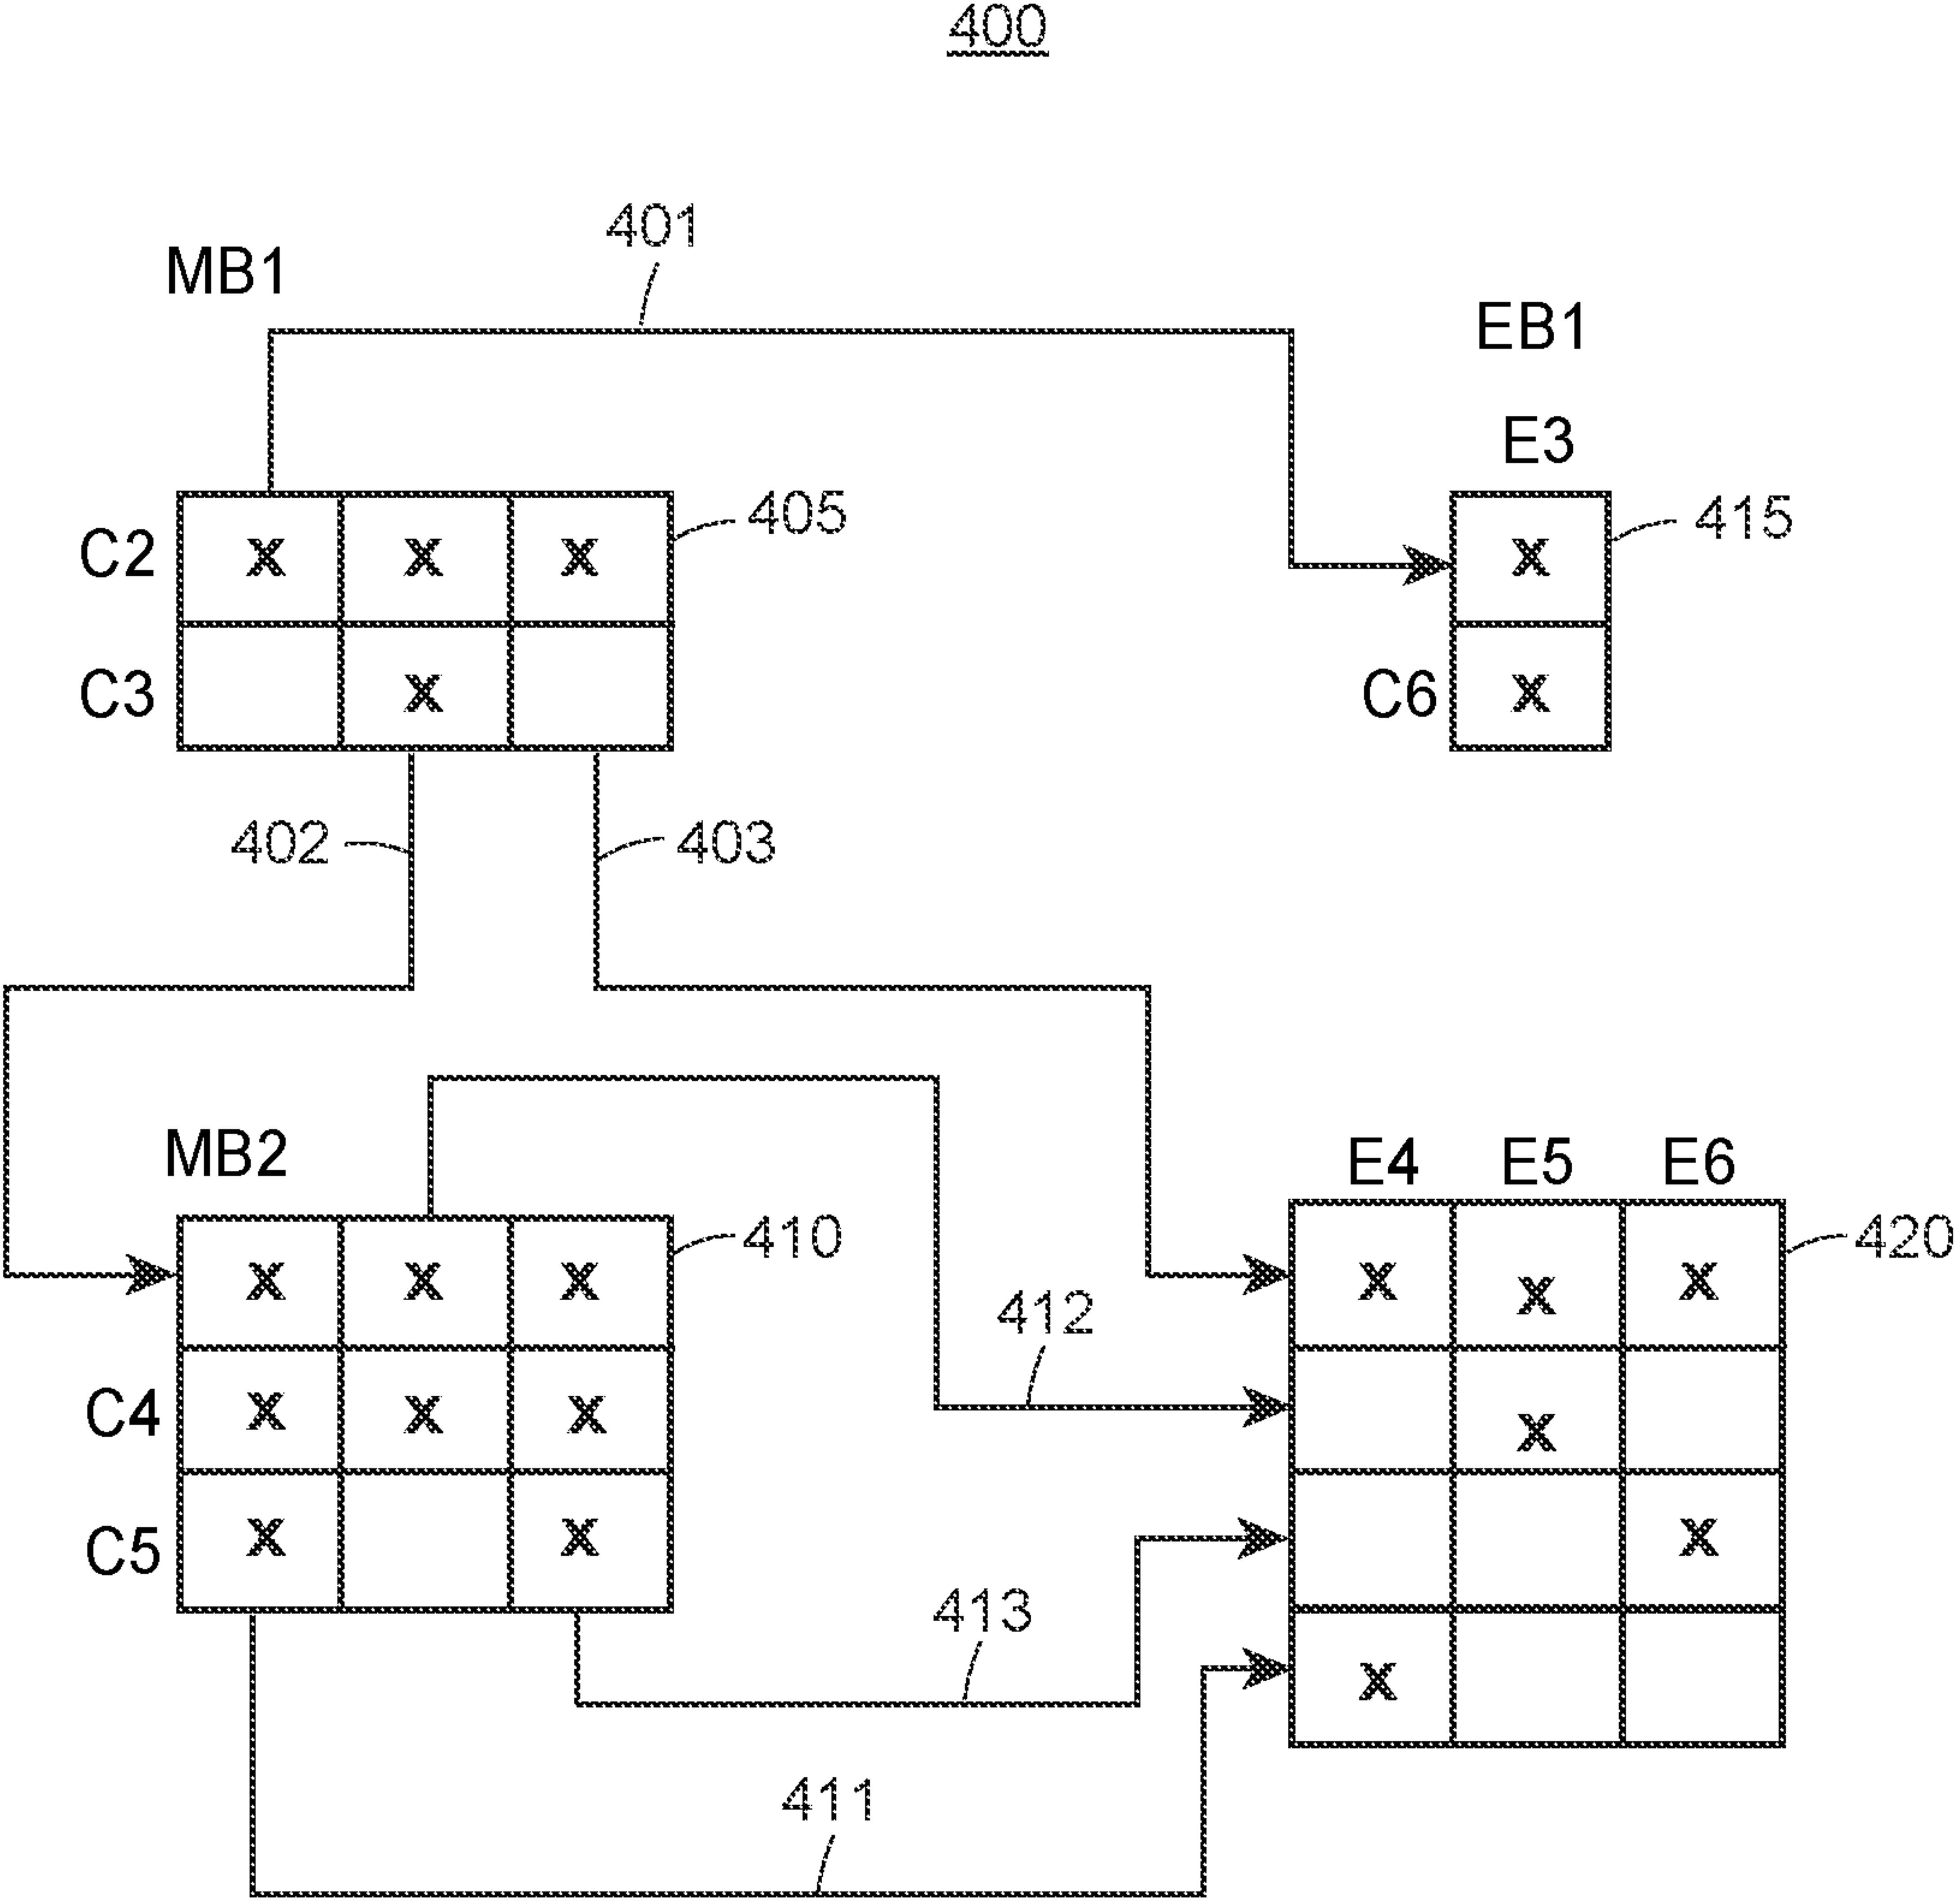 400
401
MB1
EB1
E3
C2 X X X 405
X 415
C3 X
C6 X
402 403
MB2
E4 E5 E6
X X X 410
X X X 420
412
C4 X X X
X
C5 X X
X
413
X
411